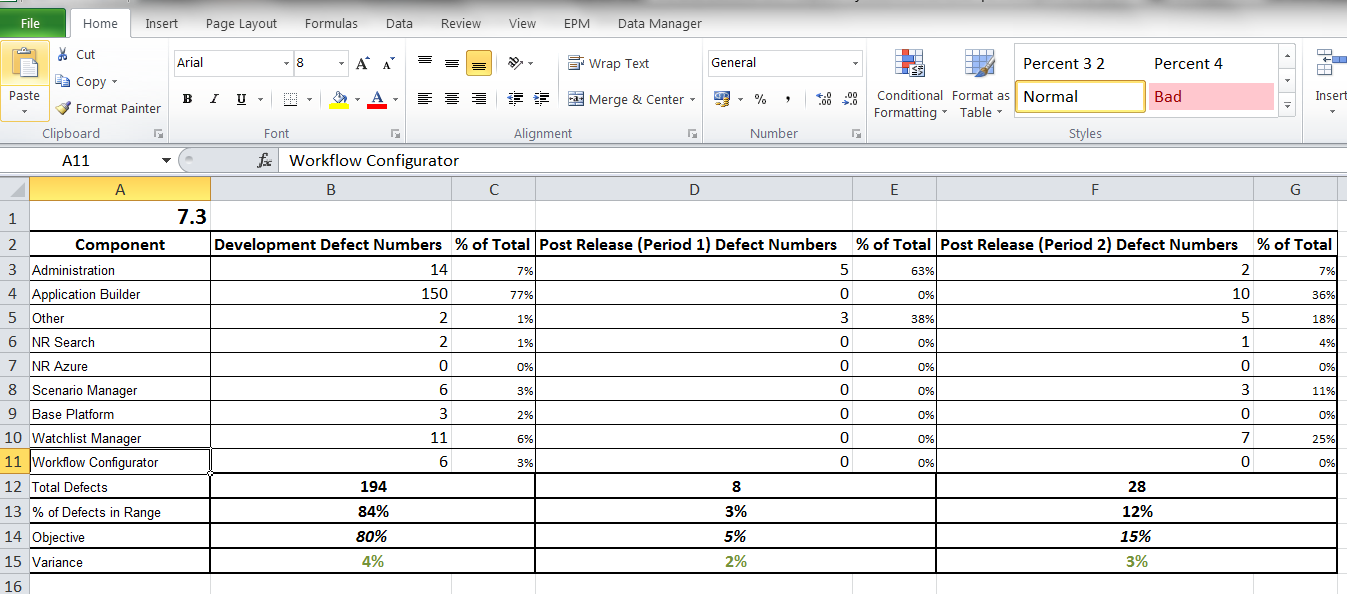 File Home Insert Page Layout Formulas Data Review View EPM Data Manager
Paste
Cut
Copy
Format Painter
Clipboard
Arial 8 A A
B I U A
Font
Wrap Text
Merge & Center
Alignment
General
% , .00 .0
Number
Conditional Formatting
Format as Table
Percent 3 2 Percent 4
Normal Bad
Styles
Insert
A11 fx Workflow Configurator
A B C D E F G
1 7.3
2 Component Development Defect Numbers % of Total Post Release (Period 1) Defect Numbers % of Total Post Release (Period 2) Defect Numbers % of Total
3 Administration 14 7% 5 63% 2 7%
4 Application Builder 150 77% 0 0% 10 36%
5 Other 2 1% 3 38% 5 18%
6 NR Search 2 1% 0 0% 1 4%
7 NR Azure 0 0% 0 0% 0 0%
8 Scenario Manager 6 3% 0 0% 3 11%
9 Base Platform 3 2% 0 0% 0 0%
10 Watchlist Manager 11 6% 0 0% 7 25%
11 Workflow Configurator 6 3% 0 0% 0 0%
12 Total Defects 194 8 28
13 % of Defects in Range 84% 3% 12%
14 Objective 80% 5% 15%
15 Variance 4% 2% 3%
16